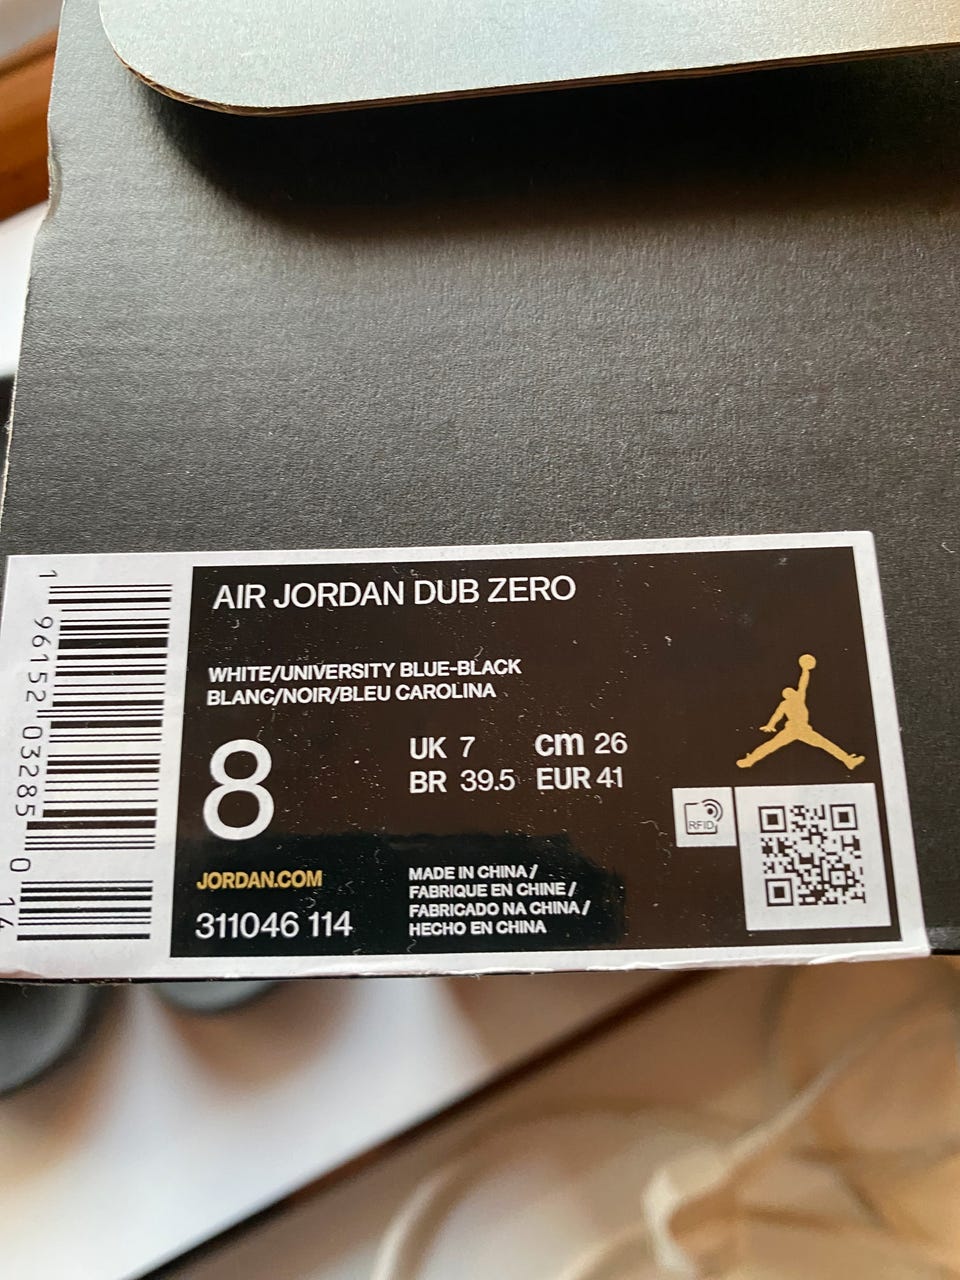 AIR JORDAN DUB ZERO
WHITE/UNIVERSITY BLUE-BLACK
BLANC/NOIR/BLEU CAROLINA
8
UK 7 cm 26
BR 39.5 EUR 41
RFID
JORDAN.COM
311046 114
MADE IN CHINA /
FABRIQUE EN CHINE /
FABRICADO NA CHINA /
HECHO EN CHINA
1 96152 03285 0 14